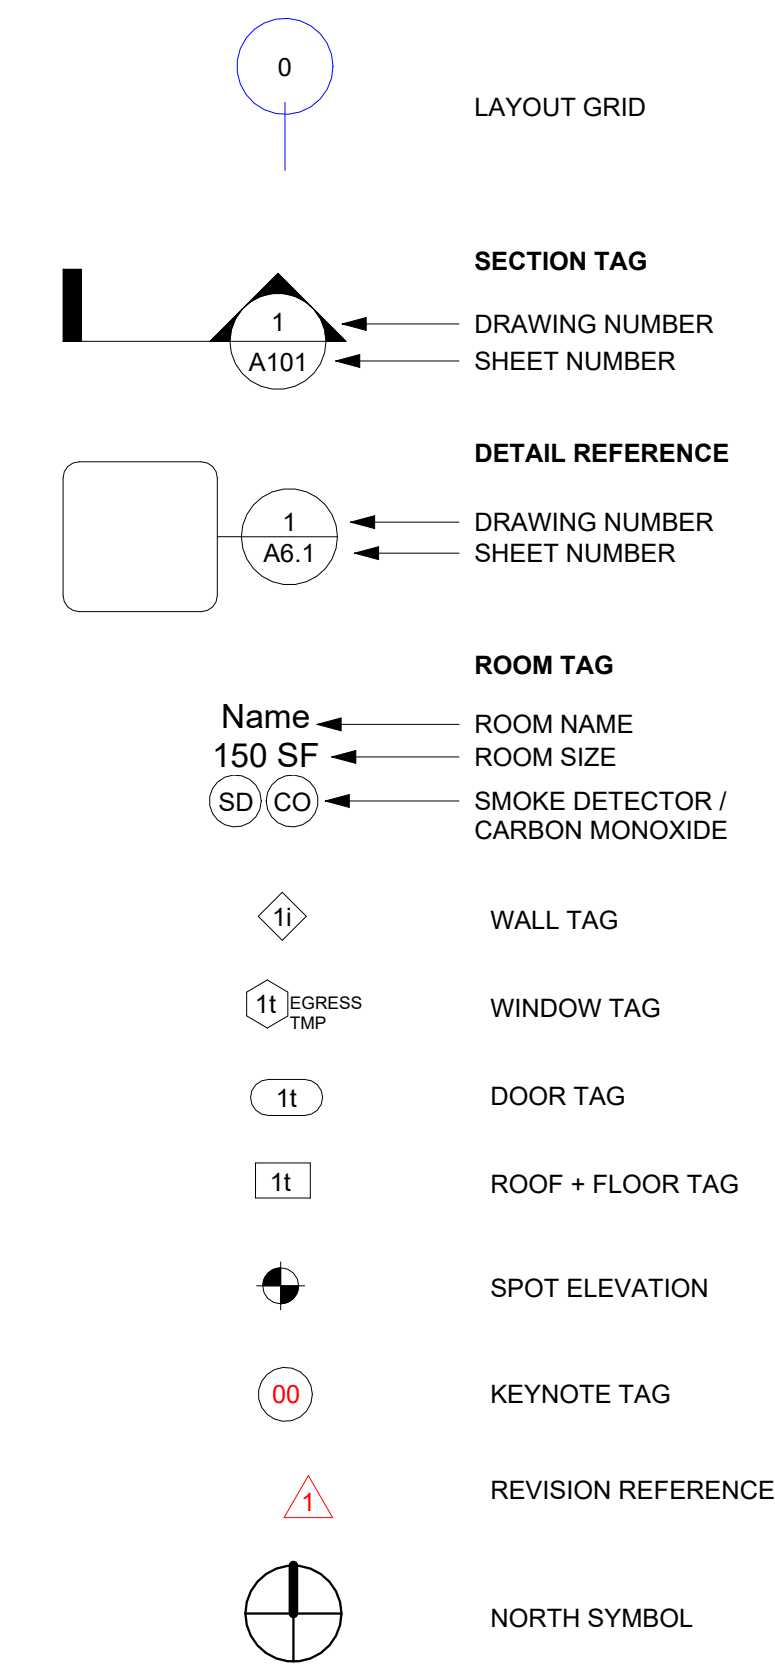 0
LAYOUT GRID
SECTION TAG
1
DRAWING NUMBER
A101
SHEET NUMBER
DETAIL REFERENCE
1
DRAWING NUMBER
A6.1
SHEET NUMBER
ROOM TAG
Name
ROOM NAME
150 SF
ROOM SIZE
SD CO
SMOKE DETECTOR /
CARBON MONOXIDE
1i
WALL TAG
1t
EGRESS
TMP
WINDOW TAG
1t
DOOR TAG
1t
ROOF + FLOOR TAG
SPOT ELEVATION
00
KEYNOTE TAG
1
REVISION REFERENCE
NORTH SYMBOL